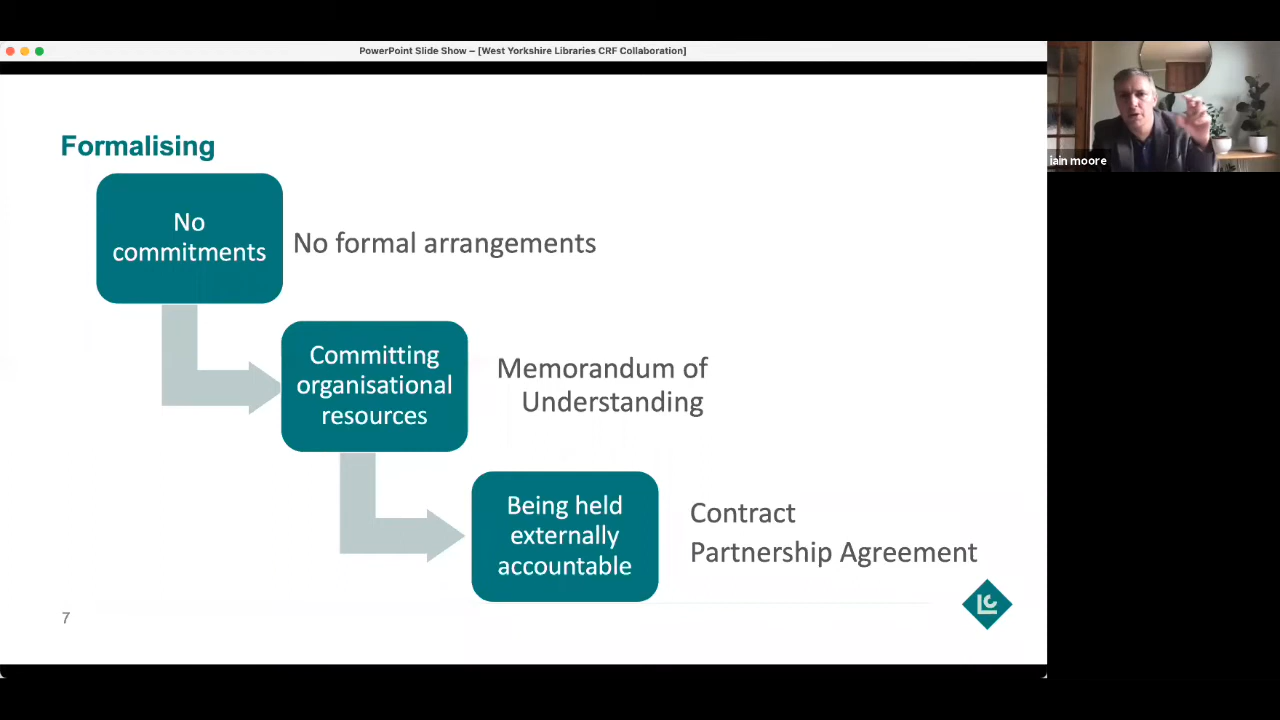 PowerPoint Slide Show – [West Yorkshire Libraries CRF Collaboration]
iain moore
Formalising
No
commitments
No formal arrangements
Committing
organisational
resources
Memorandum of
Understanding
Being held
externally
accountable
Contract
Partnership Agreement
7
LC